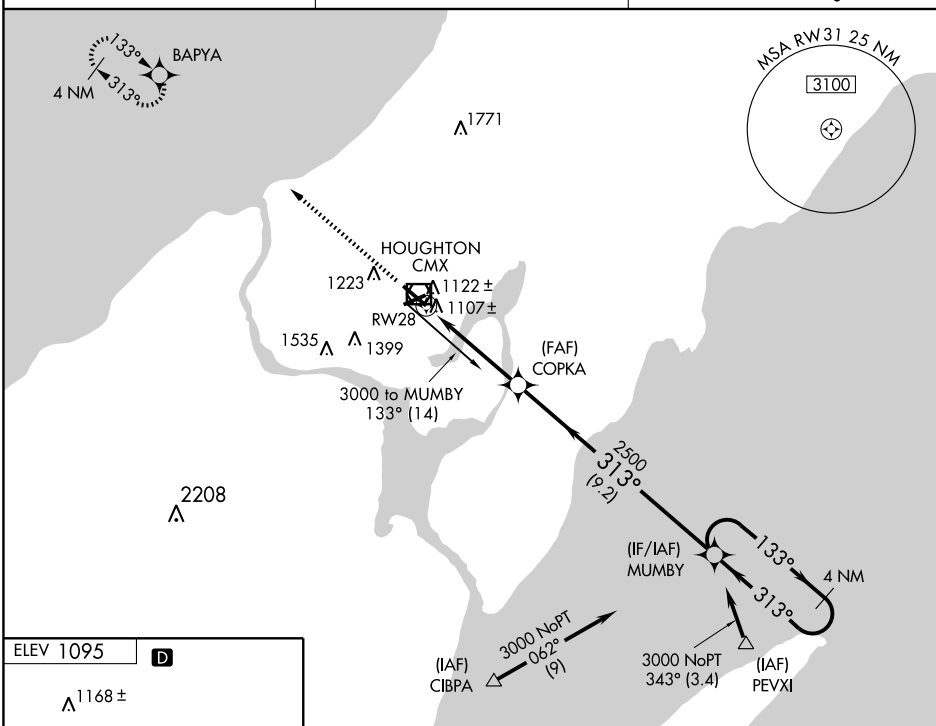 133°
BAPYA
313°
4 NM
MSA RW31 25 NM
3100
1771
HOUGHTON
CMX
1223
1122 ±
1107 ±
RW28
1535
1399
(FAF)
COPKA
3000 to MUMBY
133° (14)
2500
313°
(9.2)
2208
(IF/IAF)
MUMBY
133°
4 NM
313°
3000 NoPT
062°
(9)
(IAF)
CIBPA
3000 NoPT
343° (3.4)
(IAF)
PEVXI
ELEV 1095
D
1168 ±